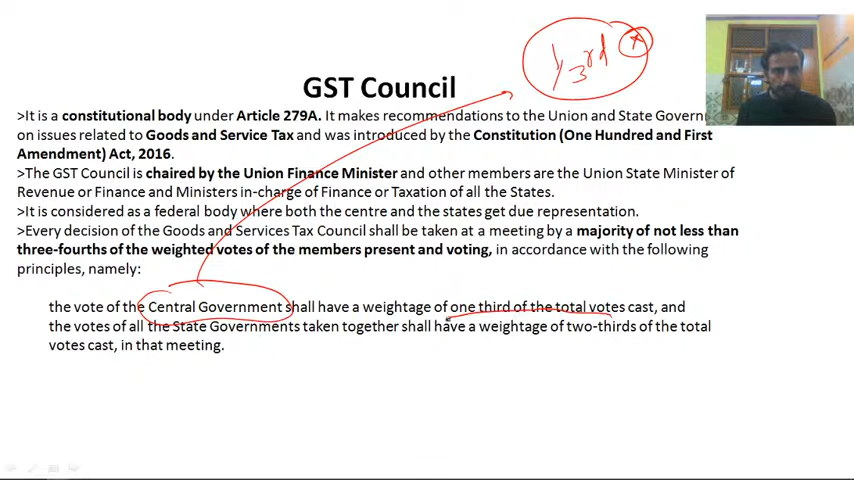 1/3rd
GST Council
>It is a constitutional body under Article 279A. It makes recommendations to the Union and State
on issues related to Goods and Service Tax and was introduced by the Constitution (One Hundred and First
Amendment) Act, 2016.
>The GST Council is chaired by the Union Finance Minister and other members are the Union State Minister of
Revenue or Finance and Ministers in-charge of Finance or Taxation of all the States.
>It is considered as a federal body where both the centre and the states get due representation.
>Every decision of the Goods and Services Tax Council shall be taken at a meeting by a majority of not less than
three-fourths of the weighted votes of the members present and voting, in accordance with the following
principles, namely:
the vote of the Central Government shall have a weightage of one third of the total votes cast, and
the votes of all the State Governments taken together shall have a weightage of two-thirds of the total
votes cast, in that meeting.